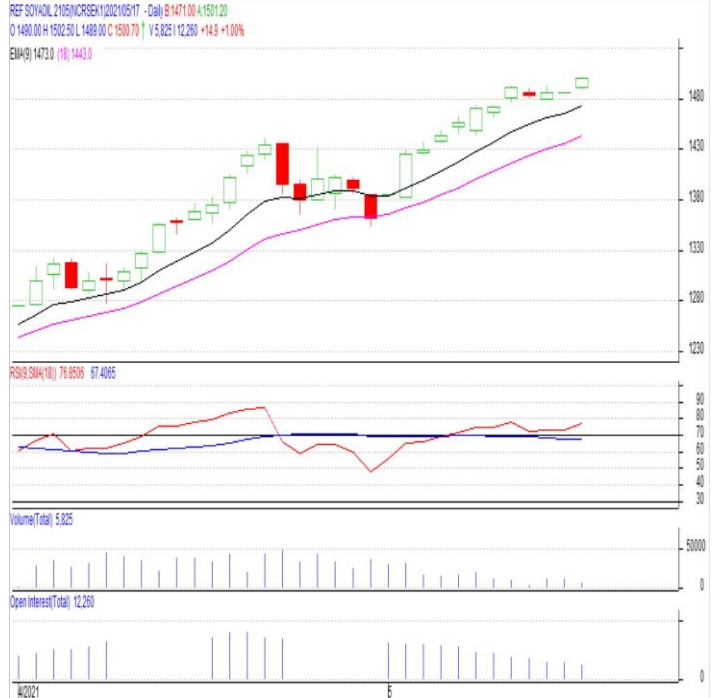 REF SOYAOIL 2105(NCRSEK1)2021/05/17 - Daily B:1471.00 A:1501.20
O 1490.00 H 1502.50 L 1489.00 C 1500.70 ↑ V 5,825 I 12,260 +14.9 +1.00%
EMA(9) 1473.0 (18) 1443.0
1480
1430
1380
1330
1280
1230
RSI(9,SMA(18)) 76.8506 67.4065
90
80
70
60
50
40
30
Volume(Total) 5,825
50000
0
Open Interest(Total) 12,260
0
4/2021 5